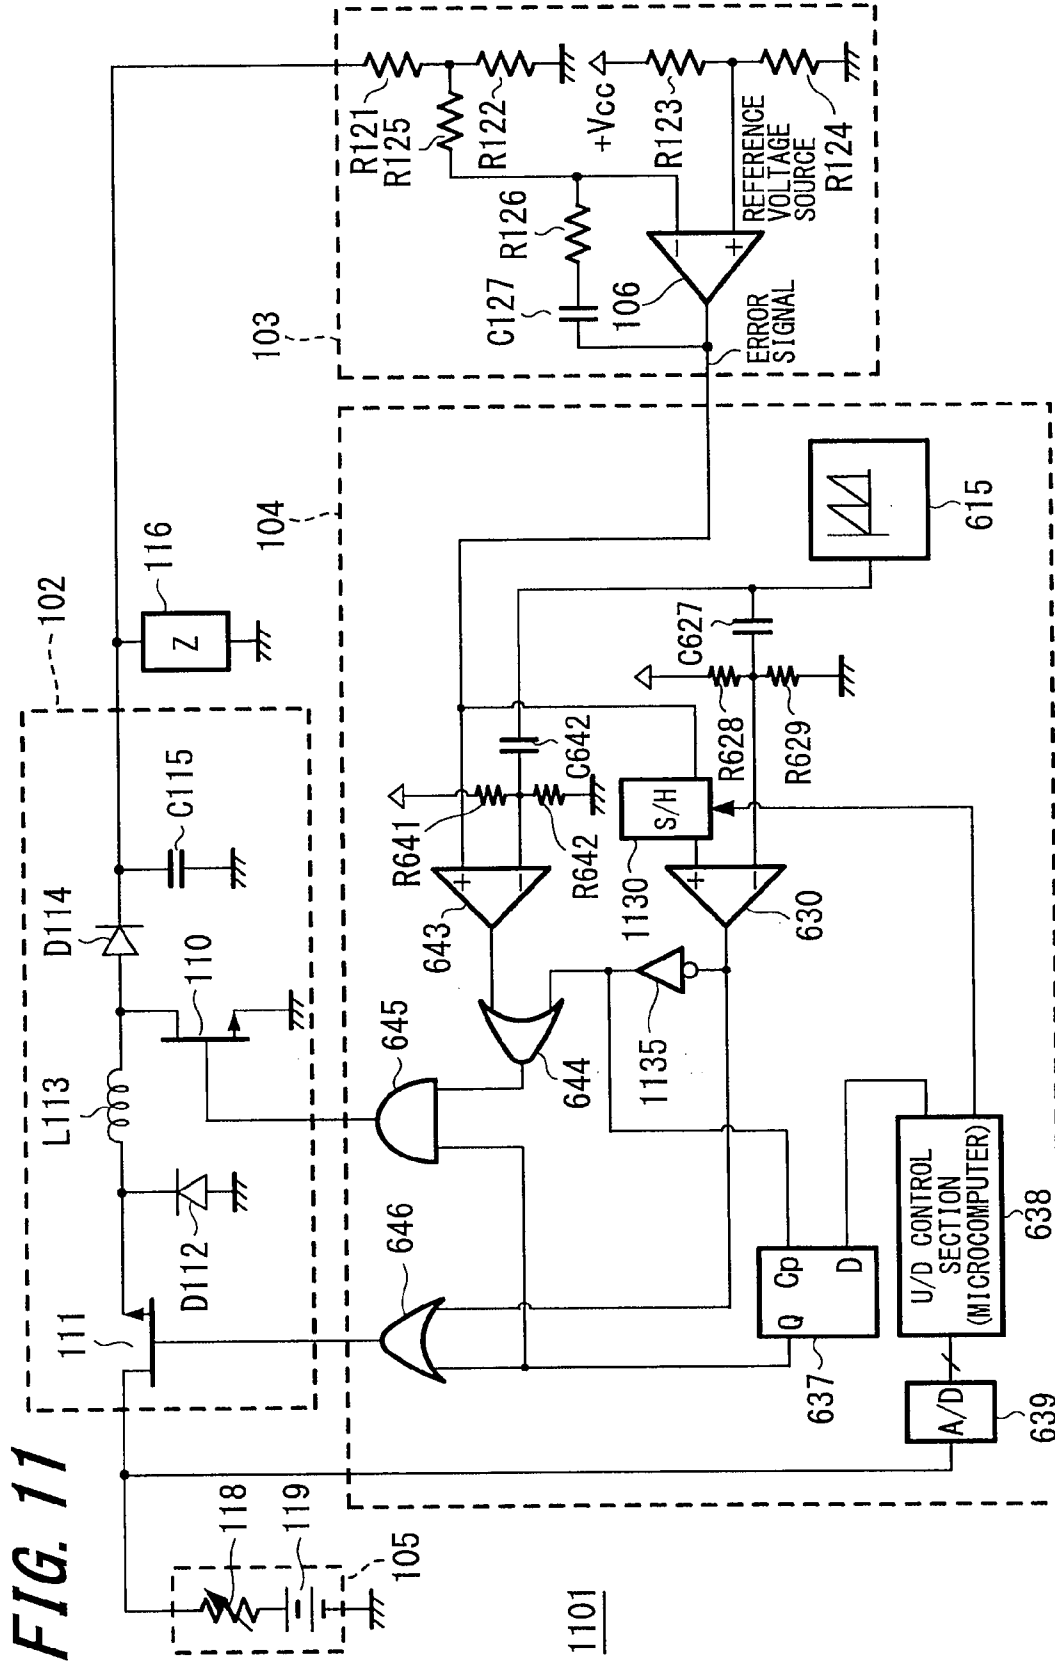 FIG. 11
1101
105
118
119
102
111
D112
L113
110
D114
C115
116
Z
103
R121
R125
R122
+Vcc
R123
R124
REFERENCE
VOLTAGE
SOURCE
R126
C127
106
−
+
ERROR
SIGNAL
104
646
645
644
643
+
−
R641
R642
C642
1135
1130
S/H
630
+
−
R628
R629
C627
615
637
Q
Cp
D
U/D CONTROL
SECTION
(MICROCOMPUTER)
638
A/D
639